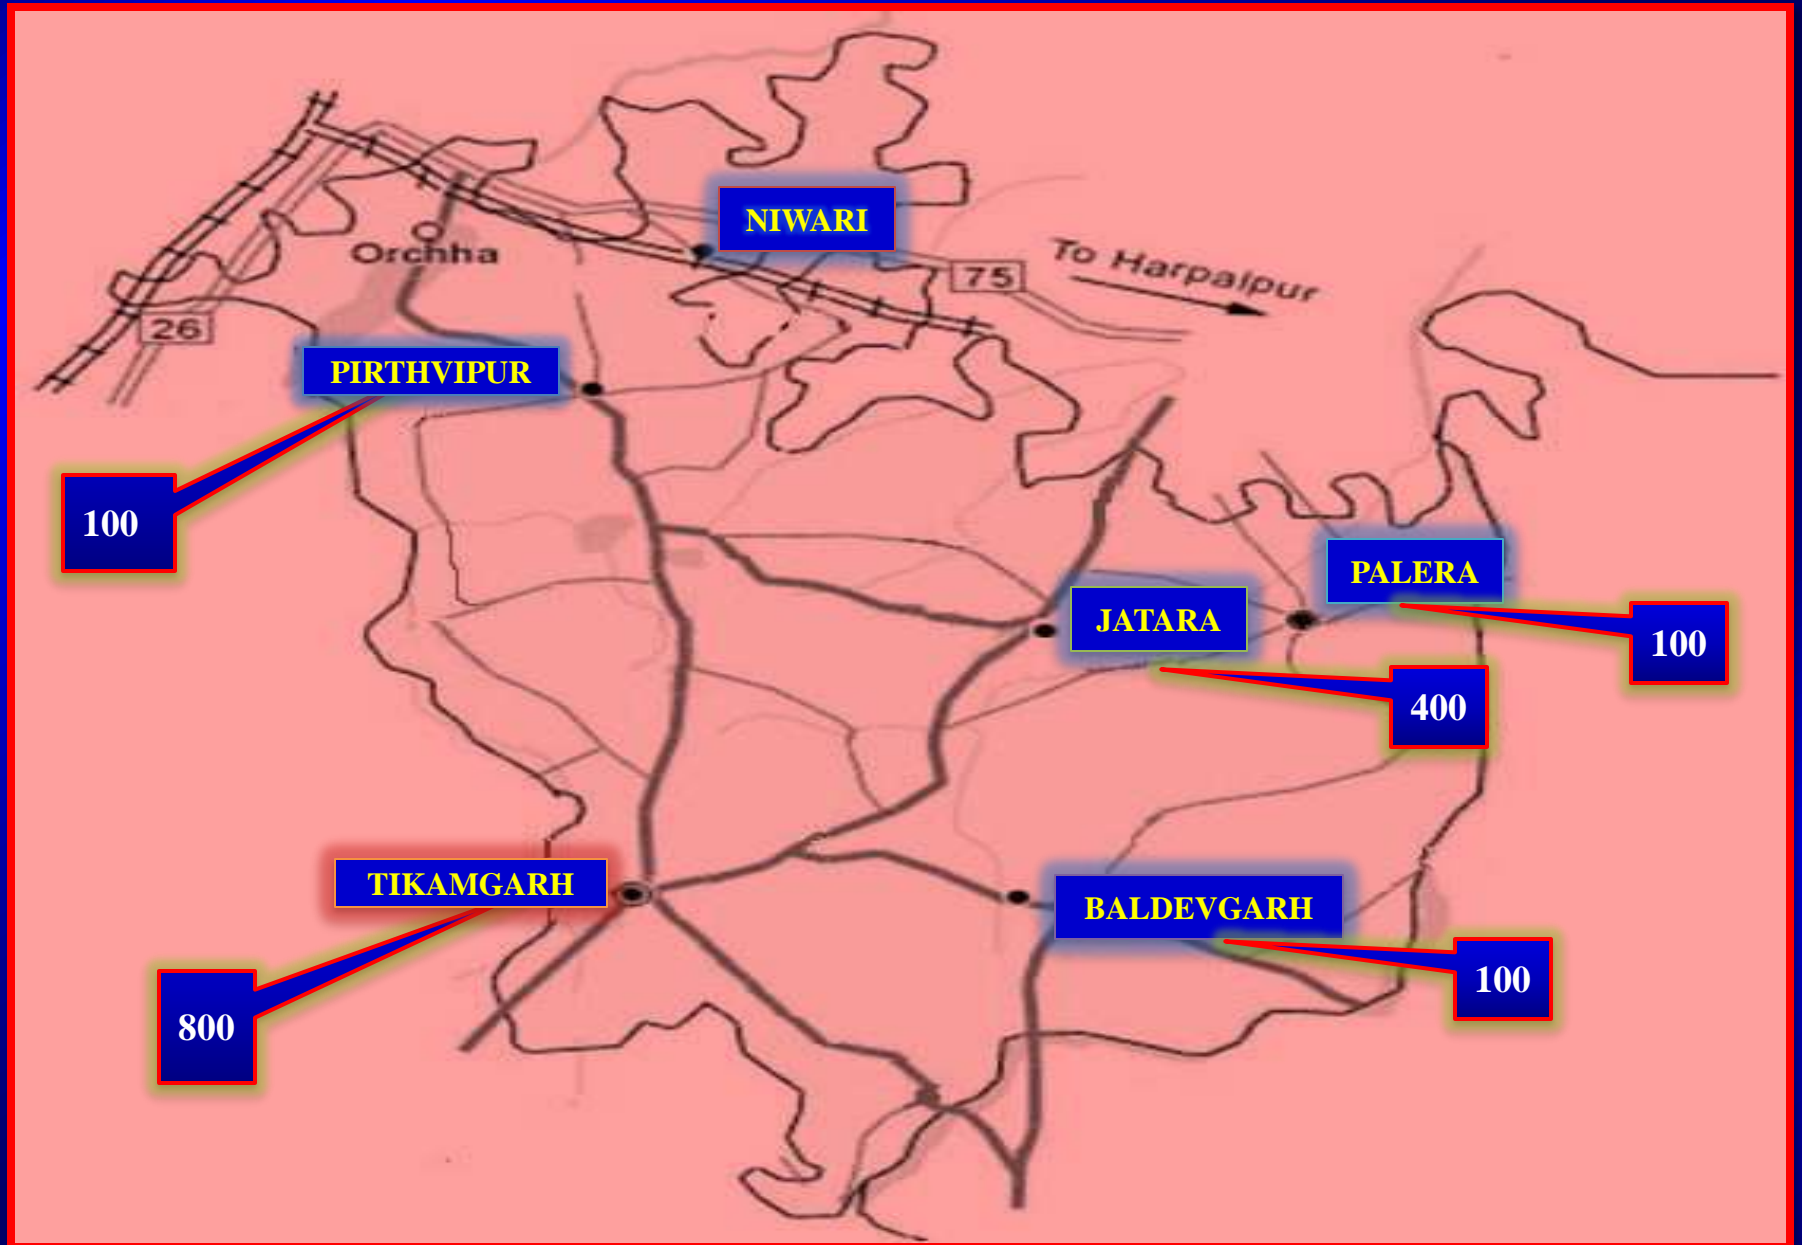 NIWARI
Orchha
To Harpalpur
75
26
PIRTHVIPUR
100
PALERA
JATARA
100
400
TIKAMGARH
BALDEVGARH
100
800